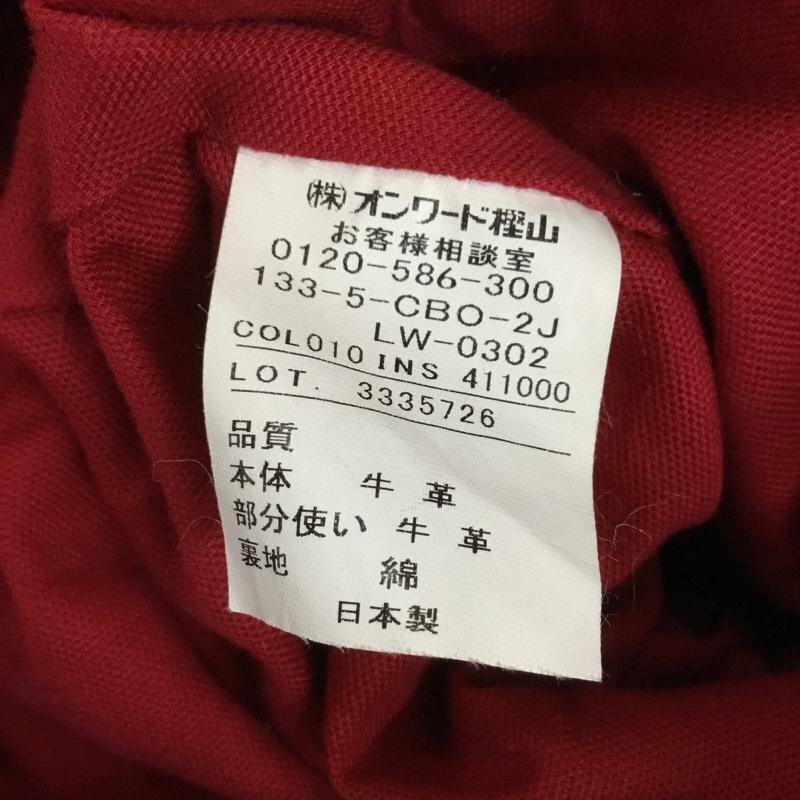 (株)オンワード樫山
お客様相談室
0120-586-300
133-5-CBO-2J
LW-0302
COL010 INS 411000
LOT. 3335726
品質
本体 牛革
部分使い 牛革
裏地 綿
日本製